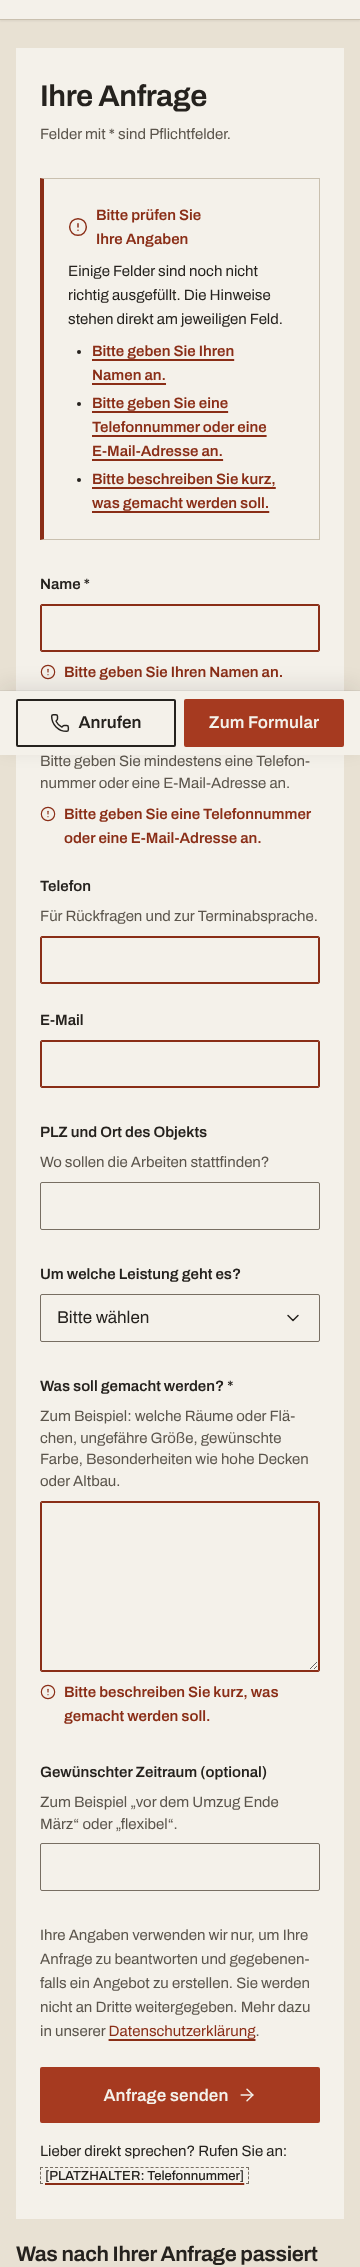 Ihre Anfrage
Felder mit * sind Pflichtfelder.
Bitte prüfen Sie
Ihre Angaben
Einige Felder sind noch nicht
richtig ausgefüllt. Die Hinweise
stehen direkt am jeweiligen Feld.
Bitte geben Sie Ihren
Namen an.
Bitte geben Sie eine
Telefonnummer oder eine
E-Mail-Adresse an.
Bitte beschreiben Sie kurz,
was gemacht werden soll.
Name *
Bitte geben Sie Ihren Namen an.
Anrufen
Zum Formular
Bitte geben Sie mindestens eine Telefon-
nummer oder eine E-Mail-Adresse an.
Bitte geben Sie eine Telefonnummer
oder eine E-Mail-Adresse an.
Telefon
Für Rückfragen und zur Terminabsprache.
E-Mail
PLZ und Ort des Objekts
Wo sollen die Arbeiten stattfinden?
Um welche Leistung geht es?
Bitte wählen
Was soll gemacht werden? *
Zum Beispiel: welche Räume oder Flä-
chen, ungefähre Größe, gewünschte
Farbe, Besonderheiten wie hohe Decken
oder Altbau.
Bitte beschreiben Sie kurz, was
gemacht werden soll.
Gewünschter Zeitraum (optional)
Zum Beispiel „vor dem Umzug Ende
März“ oder „flexibel“.
Ihre Angaben verwenden wir nur, um Ihre
Anfrage zu beantworten und gegebenen-
falls ein Angebot zu erstellen. Sie werden
nicht an Dritte weitergegeben. Mehr dazu
in unserer Datenschutzerklärung.
Anfrage senden
Lieber direkt sprechen? Rufen Sie an:
[PLATZHALTER: Telefonnummer]
Was nach Ihrer Anfrage passiert